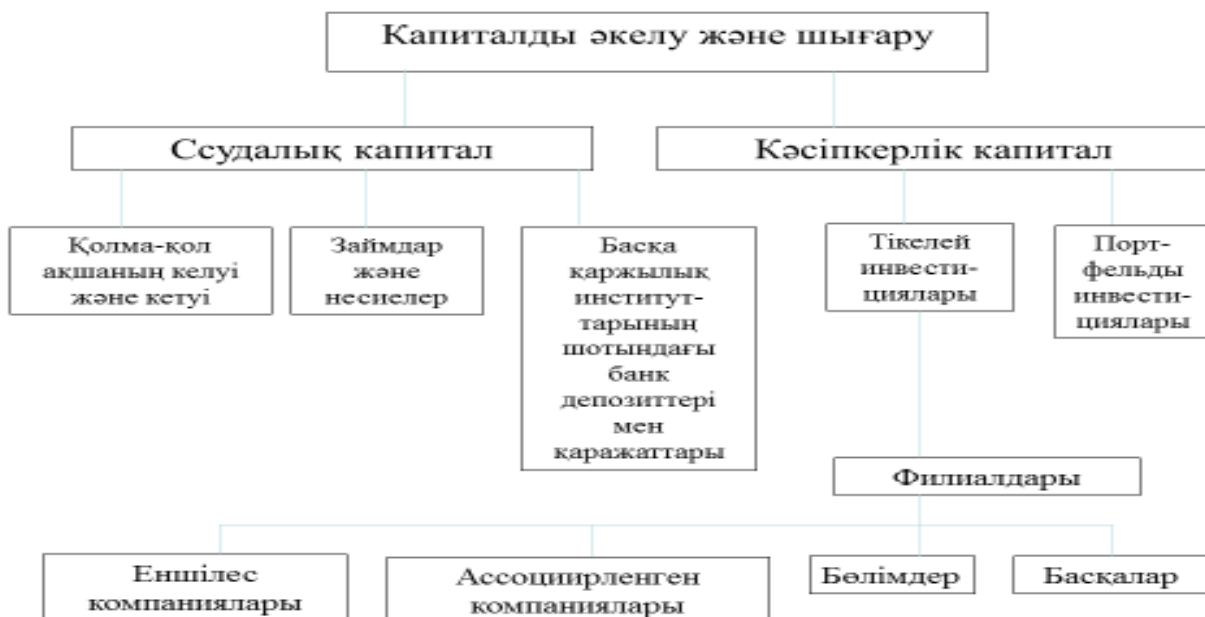 Капиталды әкелу және шығару
Ссудалық капитал
Кәсіпкерлік капитал
Қолма-қол
ақшаның келуі
және кетуі
Займдар
және
несиелер
Басқа
қаржылық
институт-
тарының
шотындағы
банк
депозиттері
мен
қаражаттары
Тікелей
инвести-
циялары
Порт-
фельды
инвести-
циялары
Филиалдары
Еншілес
компаниялары
Ассоциирленген
компаниялары
Бөлімдер
Басқалар